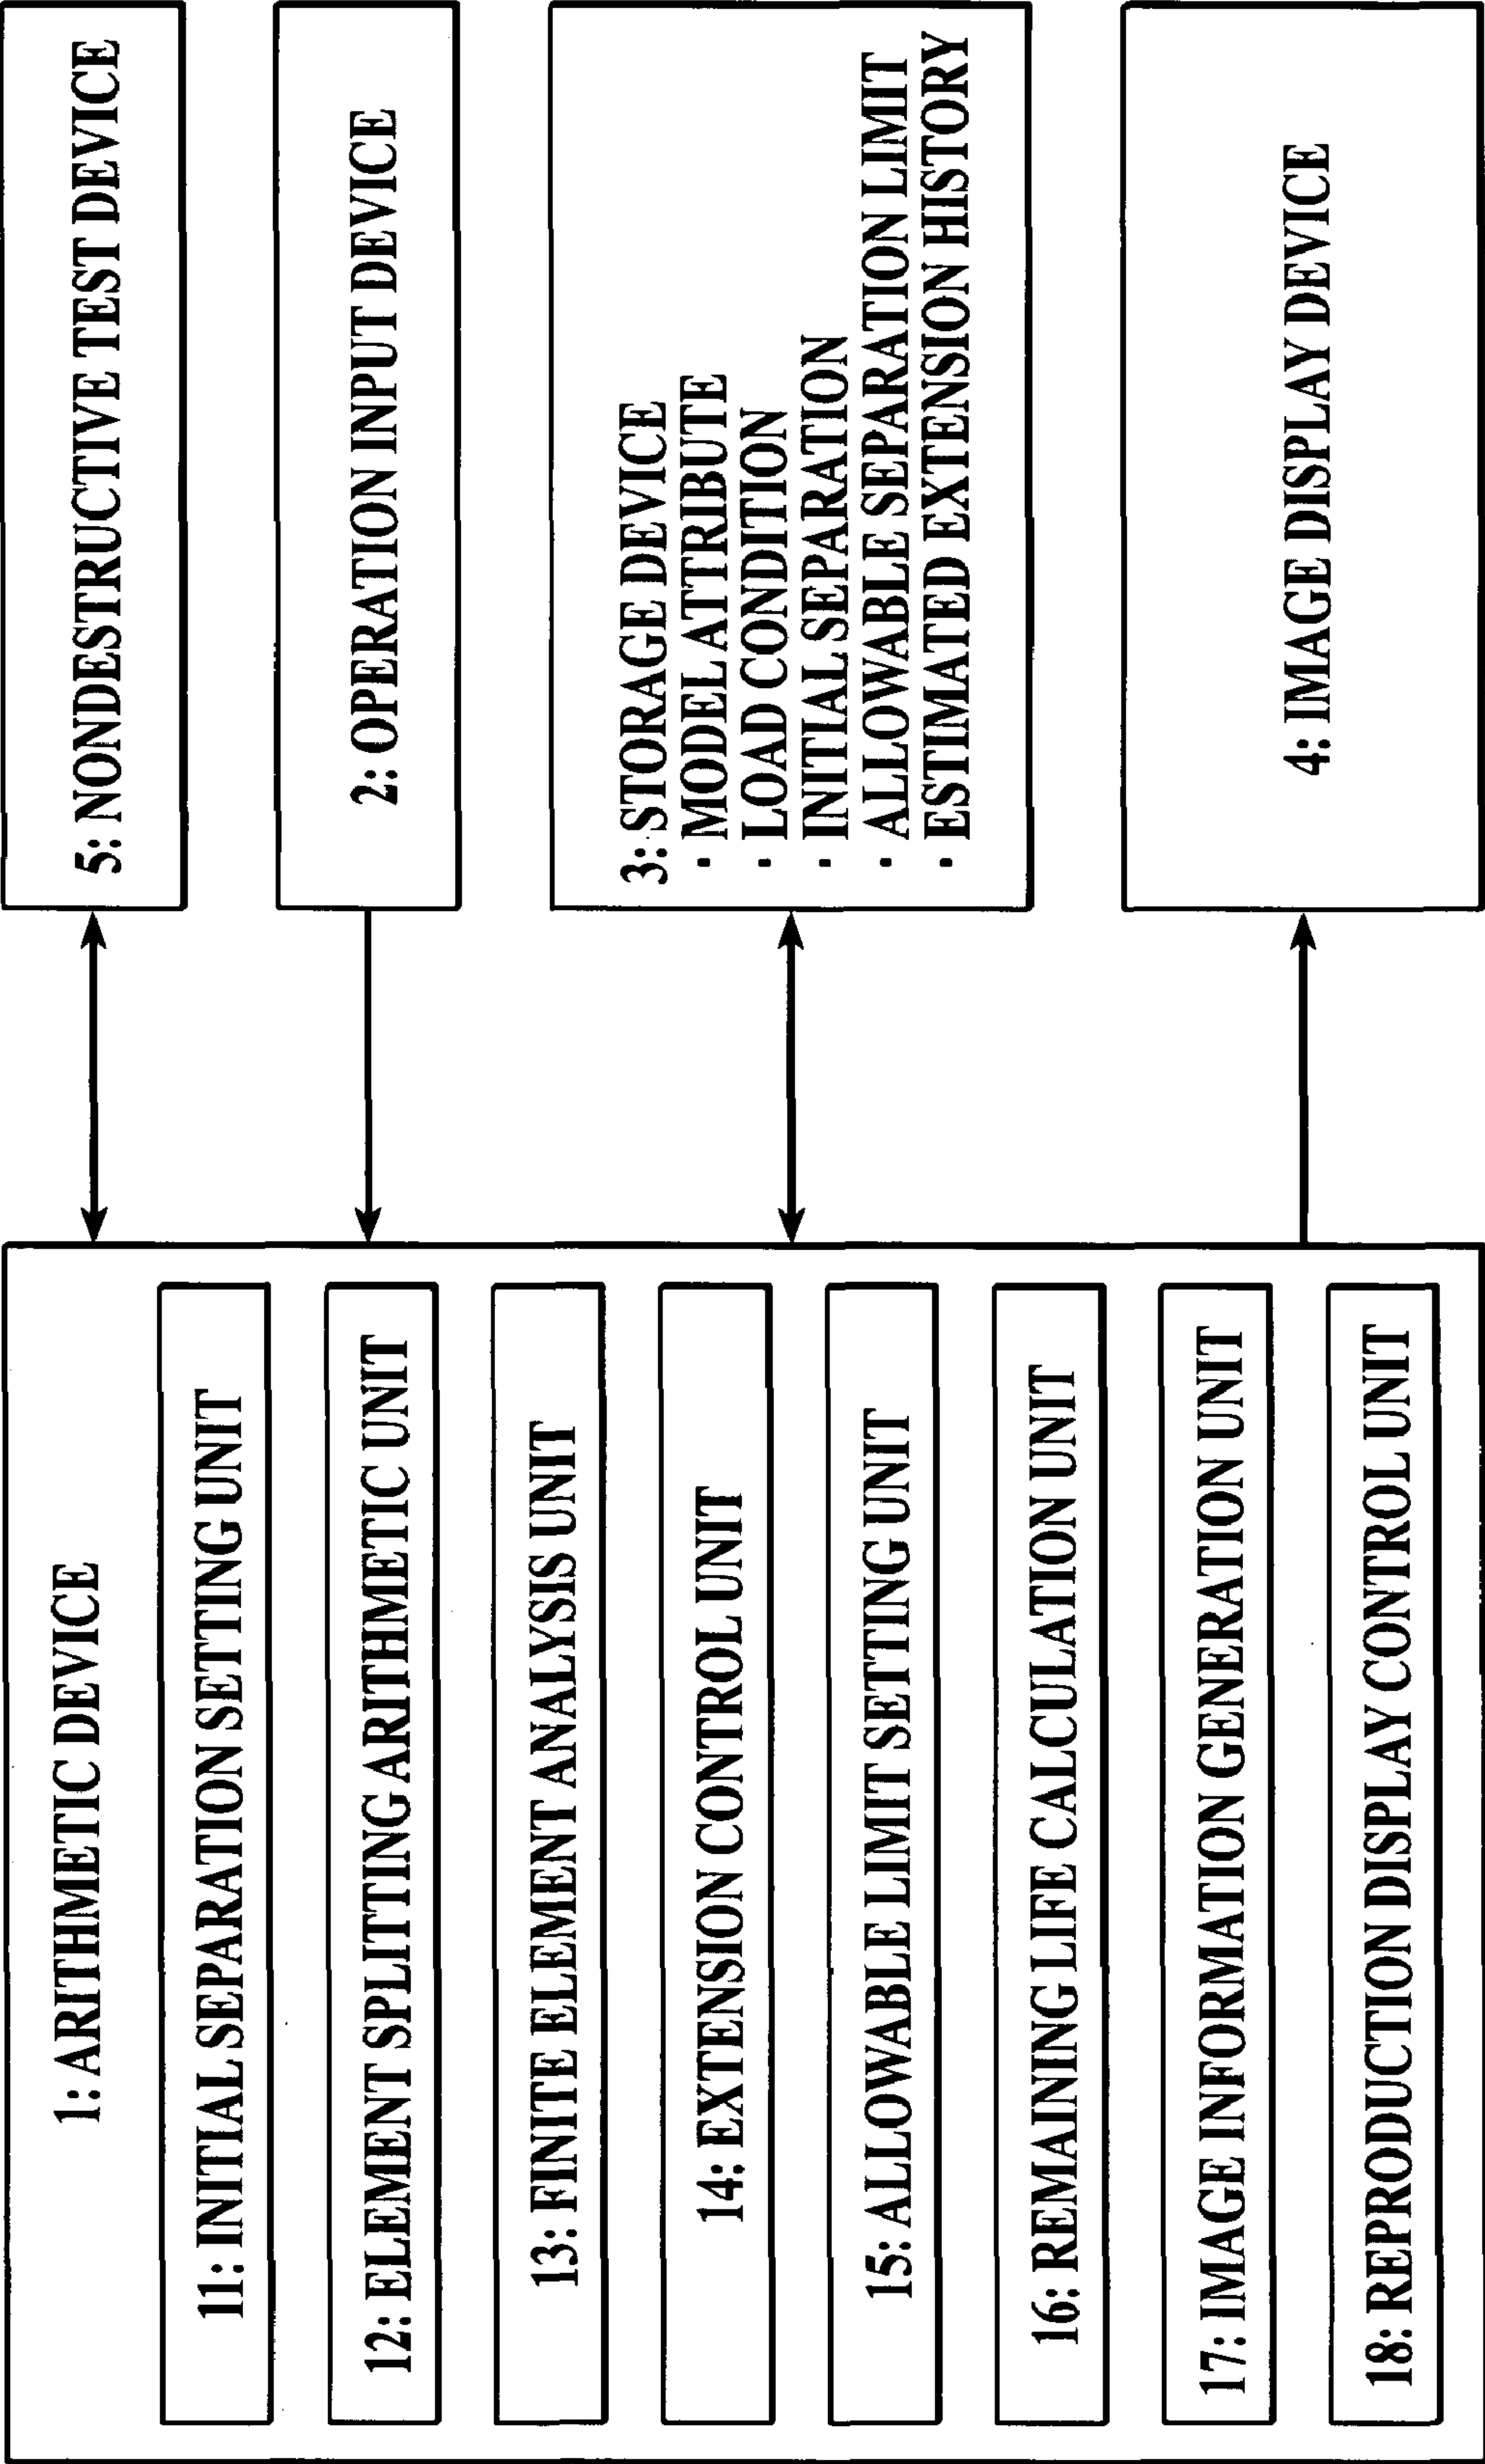 1: ARITHMETIC DEVICE
11: INITIAL SEPARATION SETTING UNIT
12: ELEMENT SPLITTING ARITHMETIC UNIT
13: FINITE ELEMENT ANALYSIS UNIT
14: EXTENSION CONTROL UNIT
15: ALLOWABLE LIMIT SETTING UNIT
16: REMAINING LIFE CALCULATION UNIT
17: IMAGE INFORMATION GENERATION UNIT
18: REPRODUCTION DISPLAY CONTROL UNIT
5: NONDESTRUCTIVE TEST DEVICE
2: OPERATION INPUT DEVICE
3: STORAGE DEVICE
· MODEL ATTRIBUTE
· LOAD CONDITION
· INITIAL SEPARATION
· ALLOWABLE SEPARATION LIMIT
· ESTIMATED EXTENSION HISTORY
4: IMAGE DISPLAY DEVICE